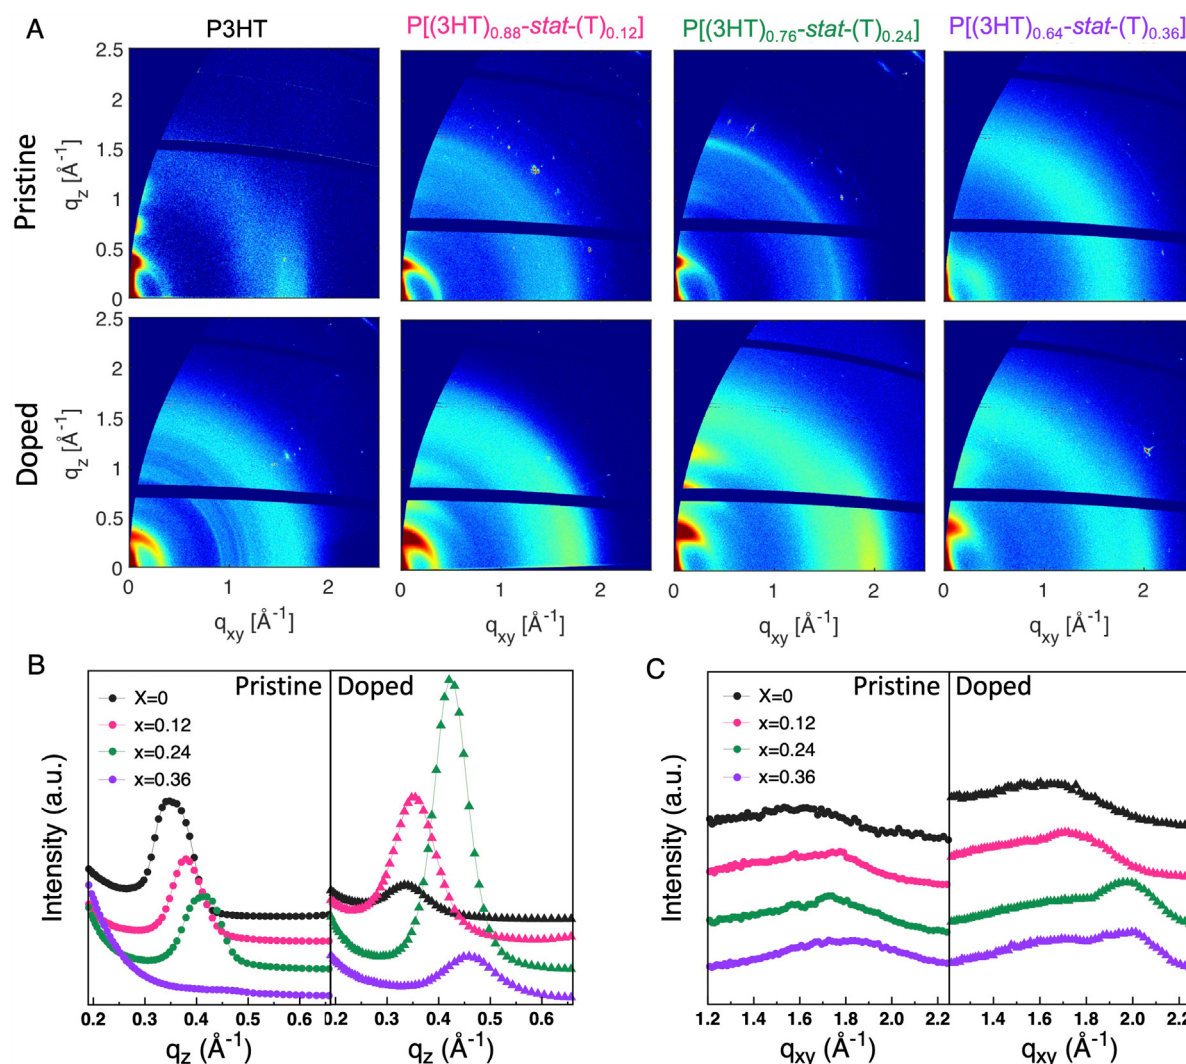 A
P3HT
P[(3HT)0.88-stat-(T)0.12]
P[(3HT)0.76-stat-(T)0.24]
P[(3HT)0.64-stat-(T)0.36]
Pristine
qz [Å-1]
2.5
2
1.5
1
0.5
0
Doped
qz [Å-1]
2.5
2
1.5
1
0.5
0
0 1 2
0 1 2
0 1 2
0 1 2
qxy [Å-1]
qxy [Å-1]
qxy [Å-1]
qxy [Å-1]
B
Pristine
Doped
X=0
x=0.12
x=0.24
x=0.36
Intensity (a.u.)
0.2 0.3 0.4 0.5 0.6
0.2 0.3 0.4 0.5 0.6
qz (Å-1)
qz (Å-1)
C
Pristine
Doped
X=0
x=0.12
x=0.24
x=0.36
Intensity (a.u.)
1.2 1.4 1.6 1.8 2.0 2.2
1.4 1.6 1.8 2.0 2.2
qxy (Å-1)
qxy (Å-1)